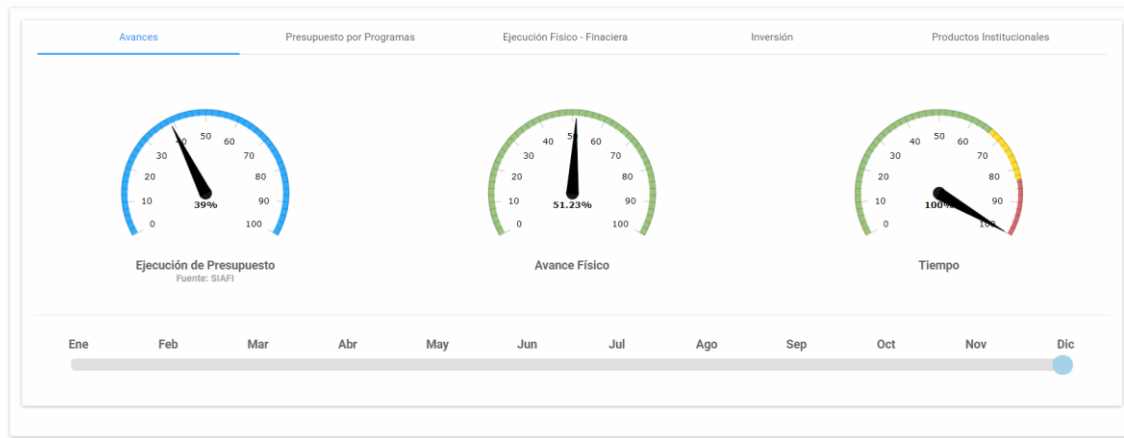 Avances Presupuesto por Programas Ejecución Físico - Finaciera Inversión Productos Institucionales
0 10 20 30 40 50 60 70 80 90 100
39%
Ejecución de Presupuesto
Fuente: SIAFI
0 10 20 30 40 50 60 70 80 90 100
51.23%
Avance Físico
0 10 20 30 40 50 60 70 80 90 100
100%
Tiempo
Ene Feb Mar Abr May Jun Jul Ago Sep Oct Nov Dic